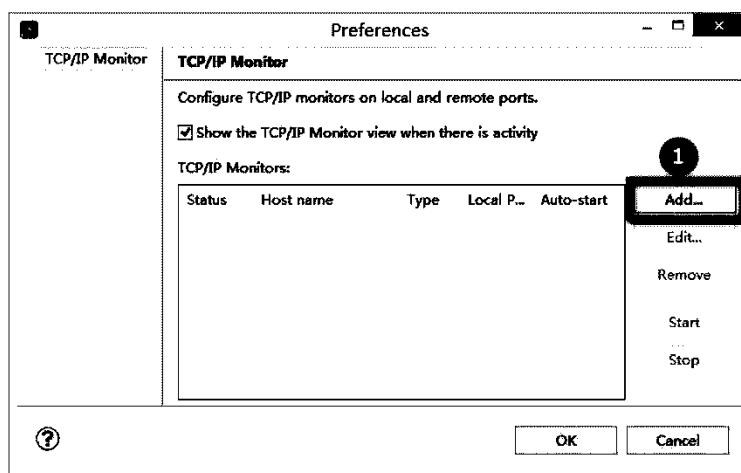 Preferences
TCP/IP Monitor
TCP/IP Monitor
Configure TCP/IP monitors on local and remote ports.
Show the TCP/IP Monitor view when there is activity
TCP/IP Monitors:
1
Status Host name Type Local P... Auto-start
Add...
Edit...
Remove
Start
Stop
?
OK Cancel